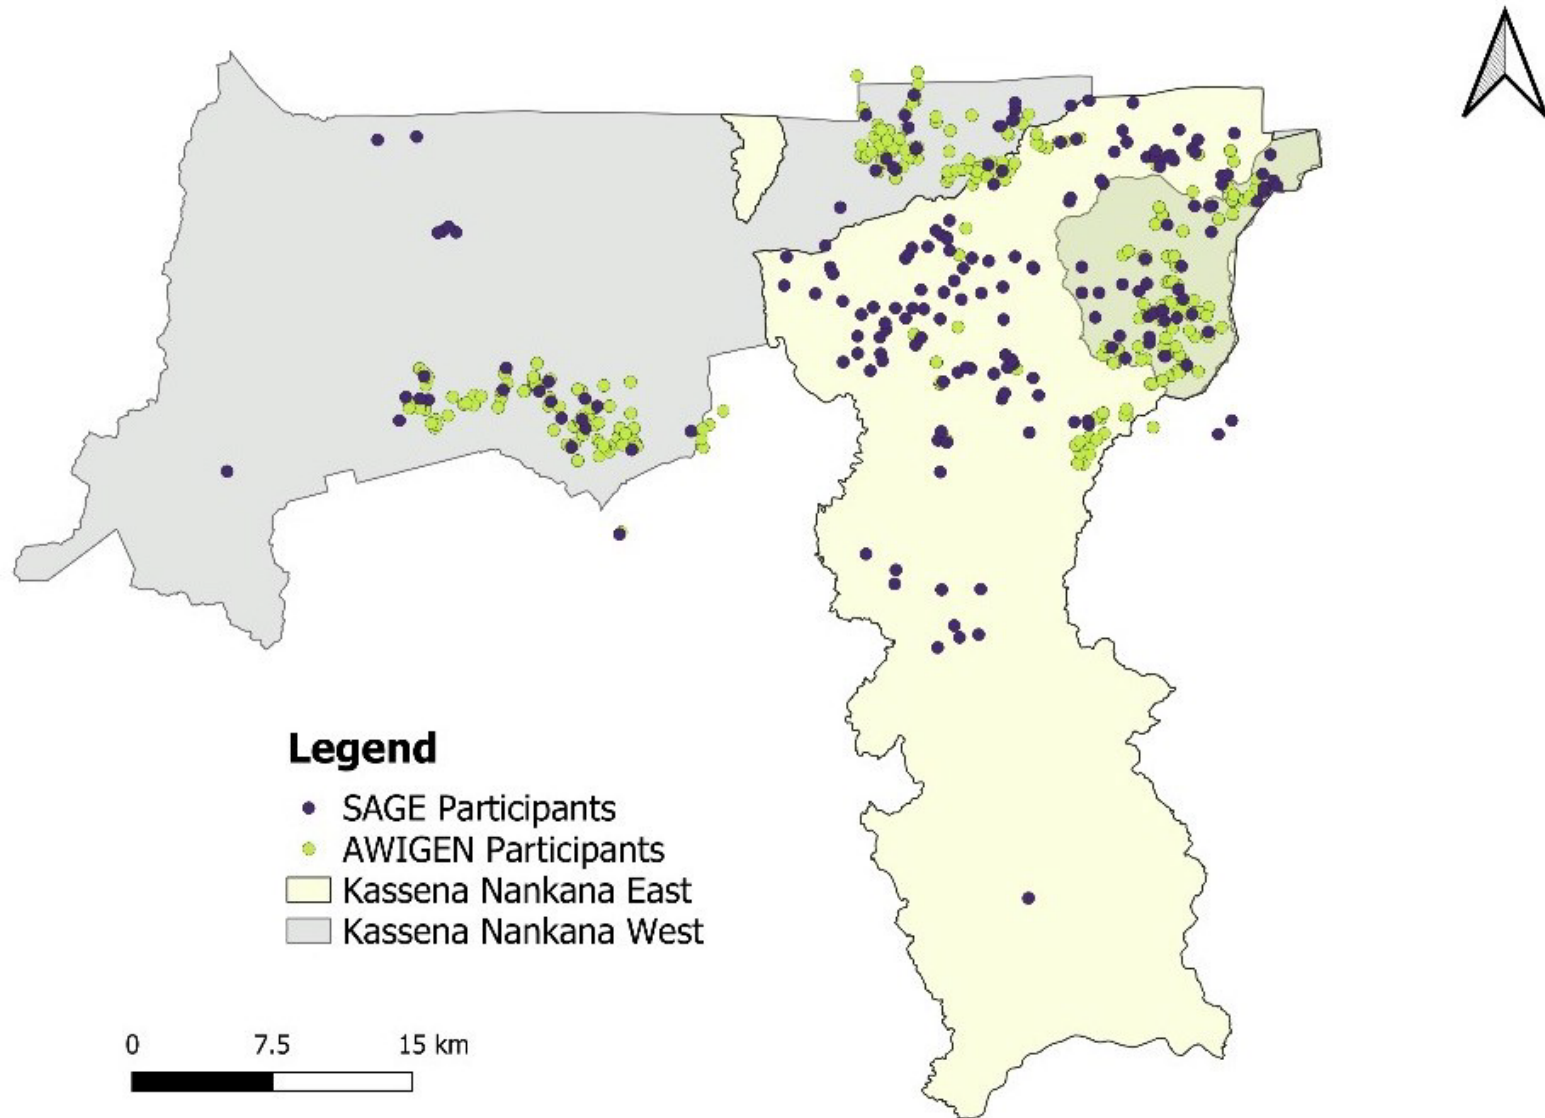 Legend
SAGE Participants
AWIGEN Participants
Kassena Nankana East
Kassena Nankana West
0 7.5 15 km